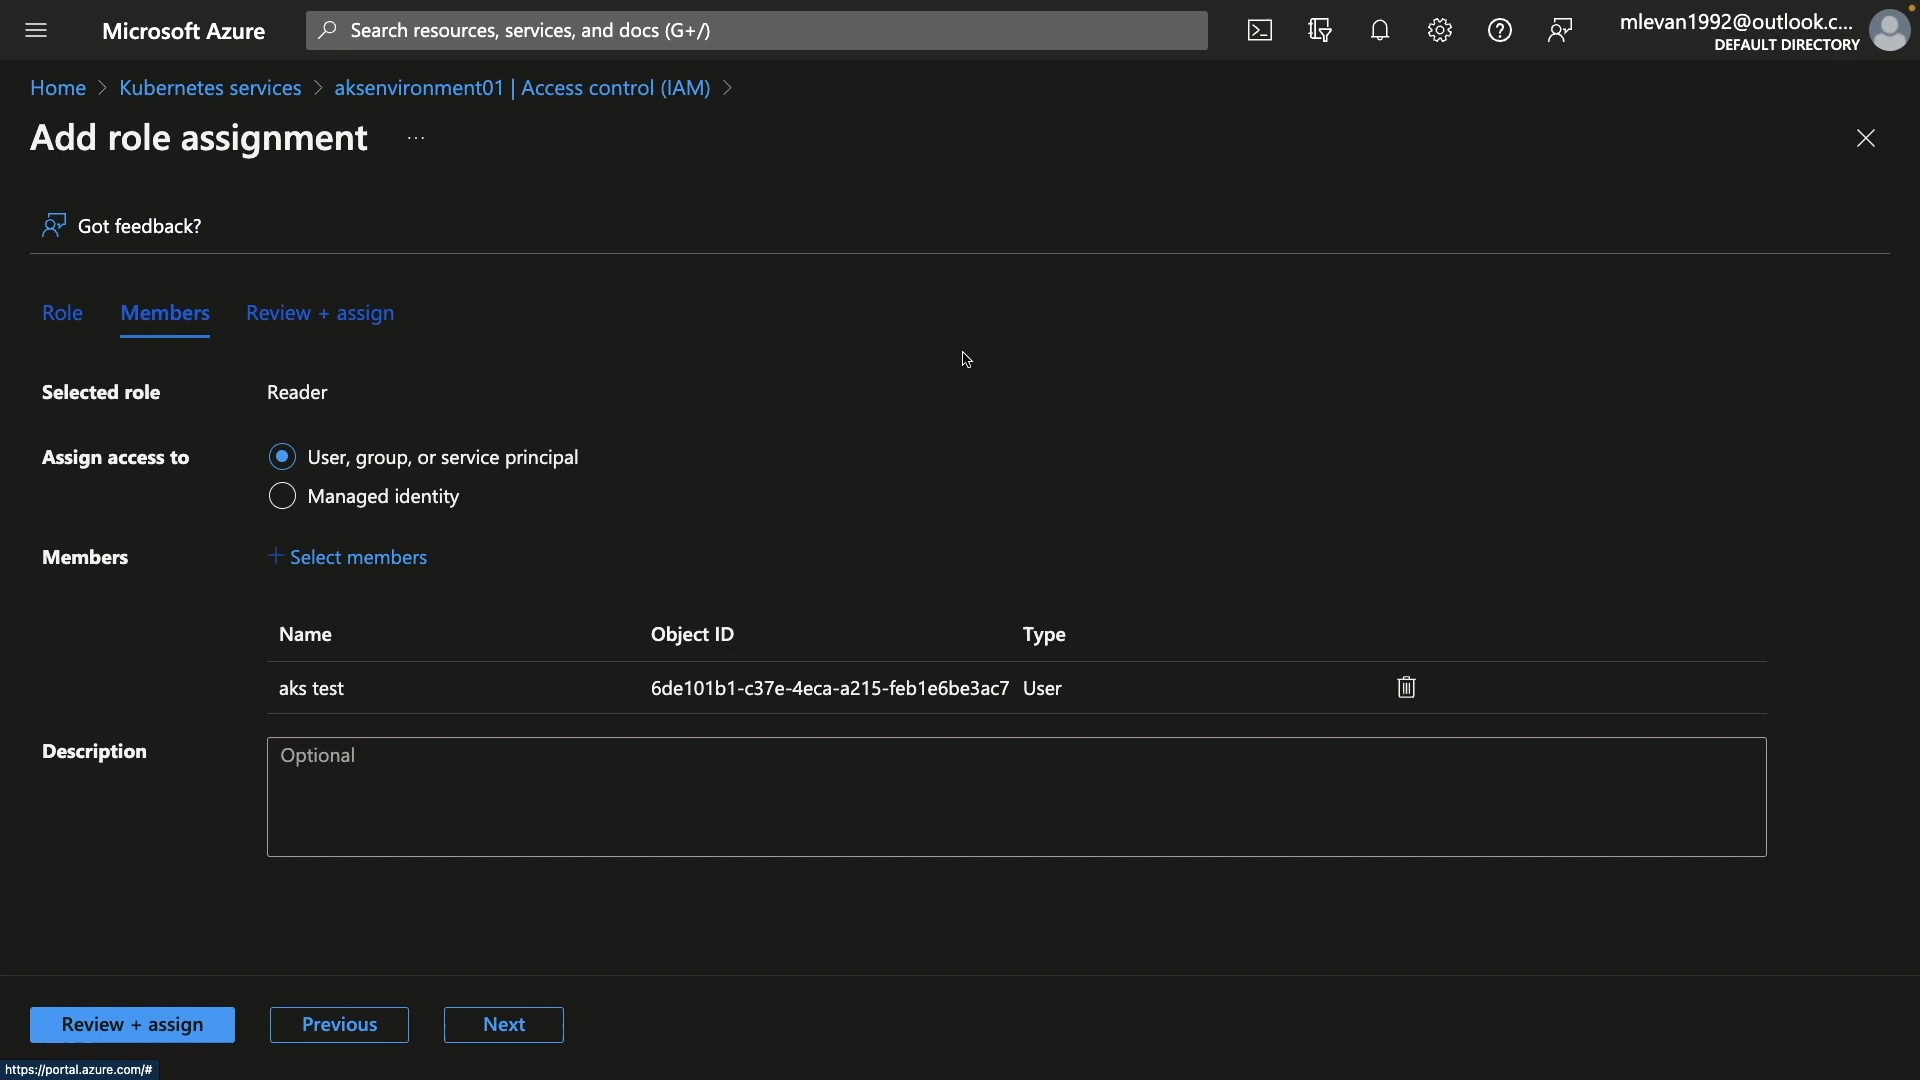 Microsoft Azure
Search resources, services, and docs (G+/)
mlevan1992@outlook.c...
DEFAULT DIRECTORY
Home > Kubernetes services > aksenvironment01 | Access control (IAM) >
Add role assignment ...
Got feedback?
Role Members Review + assign
Selected role Reader
Assign access to User, group, or service principal
Managed identity
Members + Select members
Name Object ID Type
aks test 6de101b1-c37e-4eca-a215-feb1e6be3ac7 User
Description Optional
Review + assign Previous Next
https://portal.azure.com/#